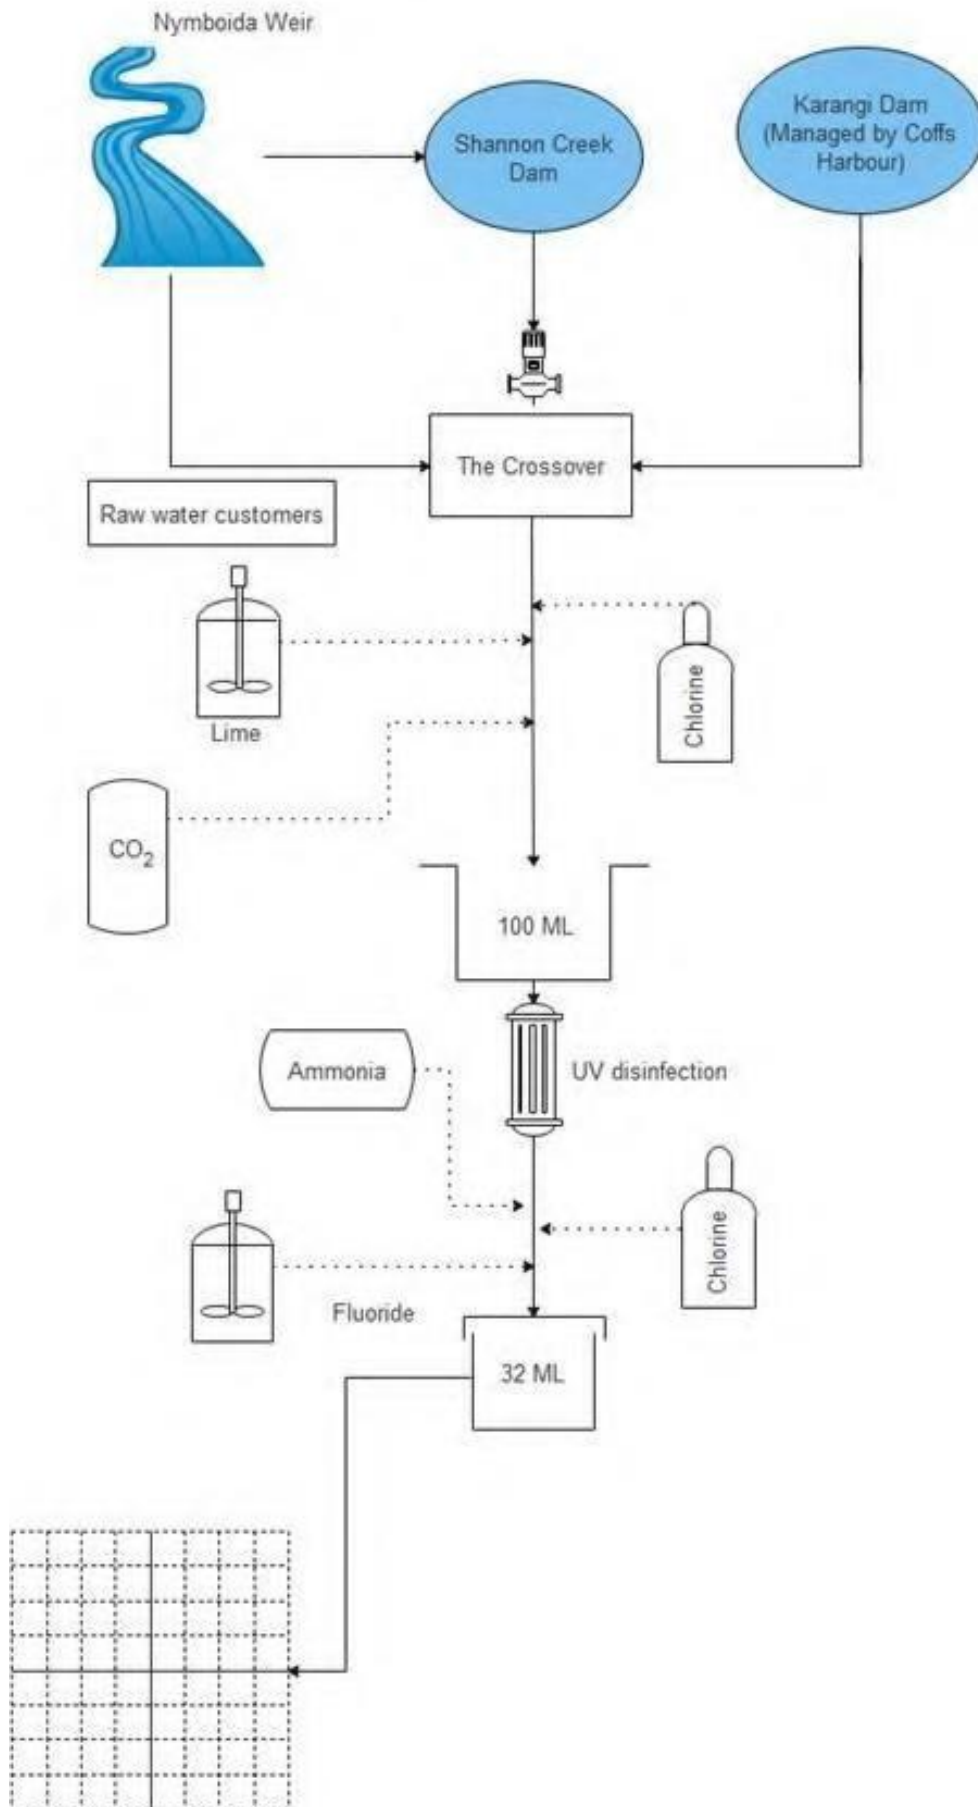 Nymboida Weir
Shannon Creek
Dam
Karangi Dam
(Managed by Coffs
Harbour)
The Crossover
Raw water customers
Lime
Chlorine
CO2
100 ML
Ammonia
UV disinfection
Chlorine
Fluoride
32 ML